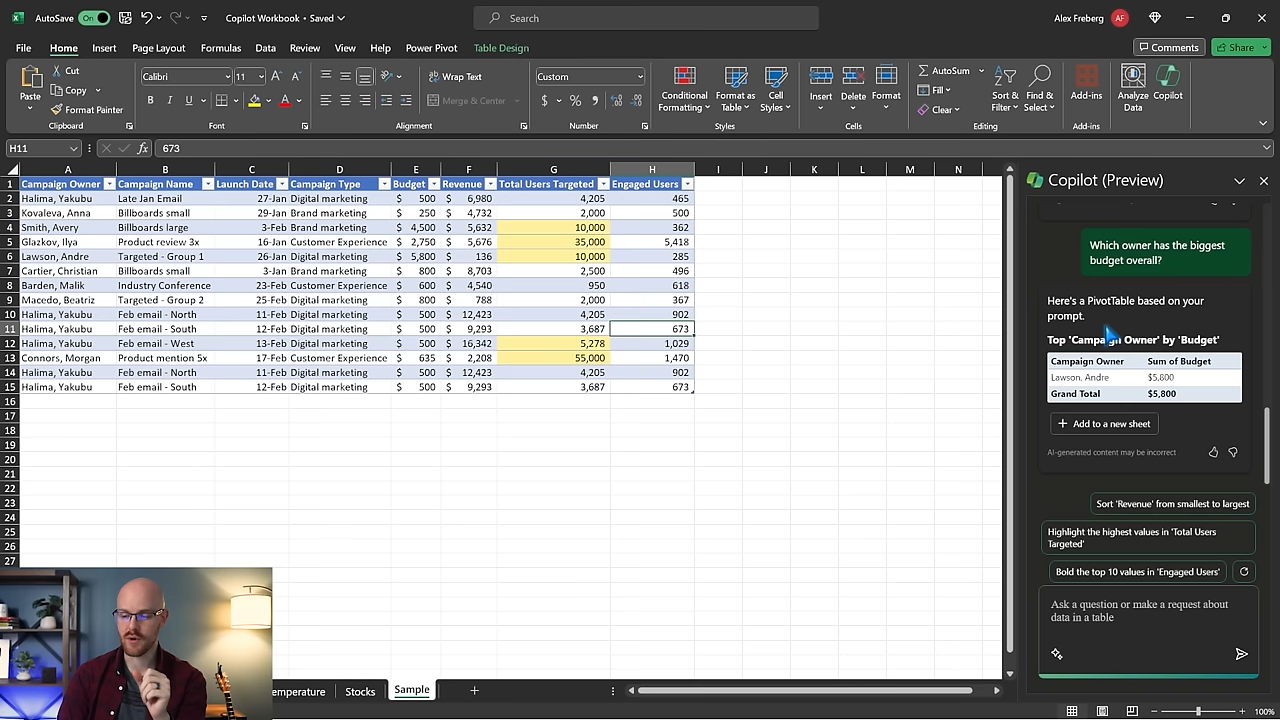 AutoSave On Copilot Workbook • Saved Search Alex Freberg AF
File Home Insert Page Layout Formulas Data Review View Help Power Pivot Table Design Comments Share
Paste Cut Copy Format Painter Calibri 11 Wrap Text Merge & Center Custom Conditional Formatting Format as Table Cell Styles Insert Delete Format AutoSum Fill Clear Sort & Filter Find & Select Add-ins Analyze Data Copilot
Clipboard Font Alignment Number Styles Cells Editing Add-ins
H11 fx 673
A B C D E F G H I J K L M N
1 Campaign Owner Campaign Name Launch Date Campaign Type Budget Revenue Total Users Targeted Engaged Users
2 Halima, Yakubu Late Jan Email 27-Jan Digital marketing $ 500 $ 6,980 4,205 465
3 Kovaleva, Anna Billboards small 29-Jan Brand marketing $ 250 $ 4,732 2,000 500
4 Smith, Avery Billboards large 3-Feb Brand marketing $ 4,500 $ 5,632 10,000 362
5 Glazkov, Ilya Product review 3x 16-Jan Customer Experience $ 2,750 $ 5,676 35,000 5,418
6 Lawson, Andre Targeted - Group 1 26-Jan Digital marketing $ 5,800 $ 136 10,000 285
7 Cartier, Christian Billboards small 3-Jan Brand marketing $ 800 $ 8,703 2,500 496
8 Barden, Malik Industry Conference 23-Feb Customer Experience $ 600 $ 4,540 950 618
9 Macedo, Beatriz Targeted - Group 2 25-Feb Digital marketing $ 800 $ 788 2,000 367
10 Halima, Yakubu Feb email - North 11-Feb Digital marketing $ 500 $ 12,423 4,205 902
11 Halima, Yakubu Feb email - South 12-Feb Digital marketing $ 500 $ 9,293 3,687 673
12 Halima, Yakubu Feb email - West 13-Feb Digital marketing $ 500 $ 16,342 5,278 1,029
13 Connors, Morgan Product mention 5x 17-Feb Customer Experience $ 635 $ 2,208 55,000 1,470
14 Halima, Yakubu Feb email - North 11-Feb Digital marketing $ 500 $ 12,423 4,205 902
15 Halima, Yakubu Feb email - South 12-Feb Digital marketing $ 500 $ 9,293 3,687 673
16
17
18
19
20
21
22
23
24
25
26
27
emperature Stocks Sample
Copilot (Preview)
Which owner has the biggest
budget overall?
Here's a PivotTable based on your
prompt.
Top 'Campaign Owner' by 'Budget'
Campaign Owner Sum of Budget
Lawson, Andre $5,800
Grand Total $5,800
+ Add to a new sheet
AI-generated content may be incorrect
Sort 'Revenue' from smallest to largest
Highlight the highest values in 'Total Users
Targeted'
Bold the top 10 values in 'Engaged Users'
Ask a question or make a request about
data in a table
100%